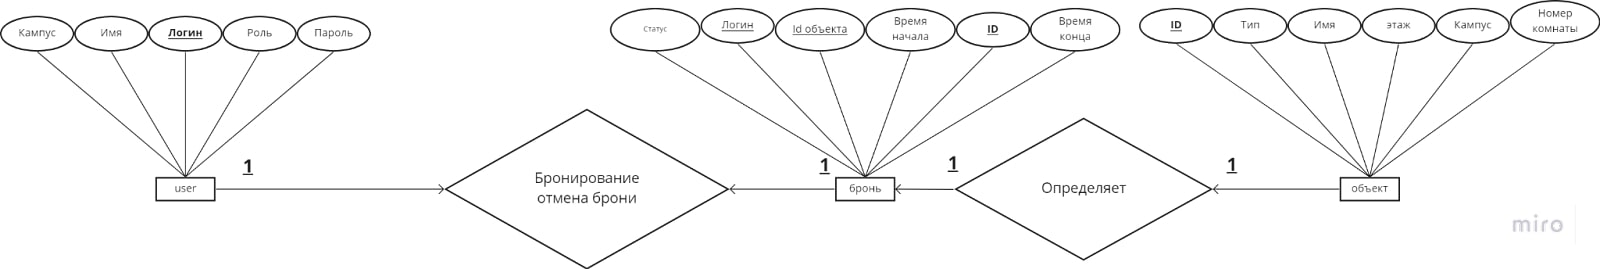 Кампус
Имя
Логин
Роль
Пароль
Статус
Логин
Id объекта
Время
начала
ID
Время
конца
ID
Тип
Имя
этаж
Кампус
Номер
комнаты
1
1
1
1
user
Бронирование
отмена брони
бронь
Определяет
объект
miro